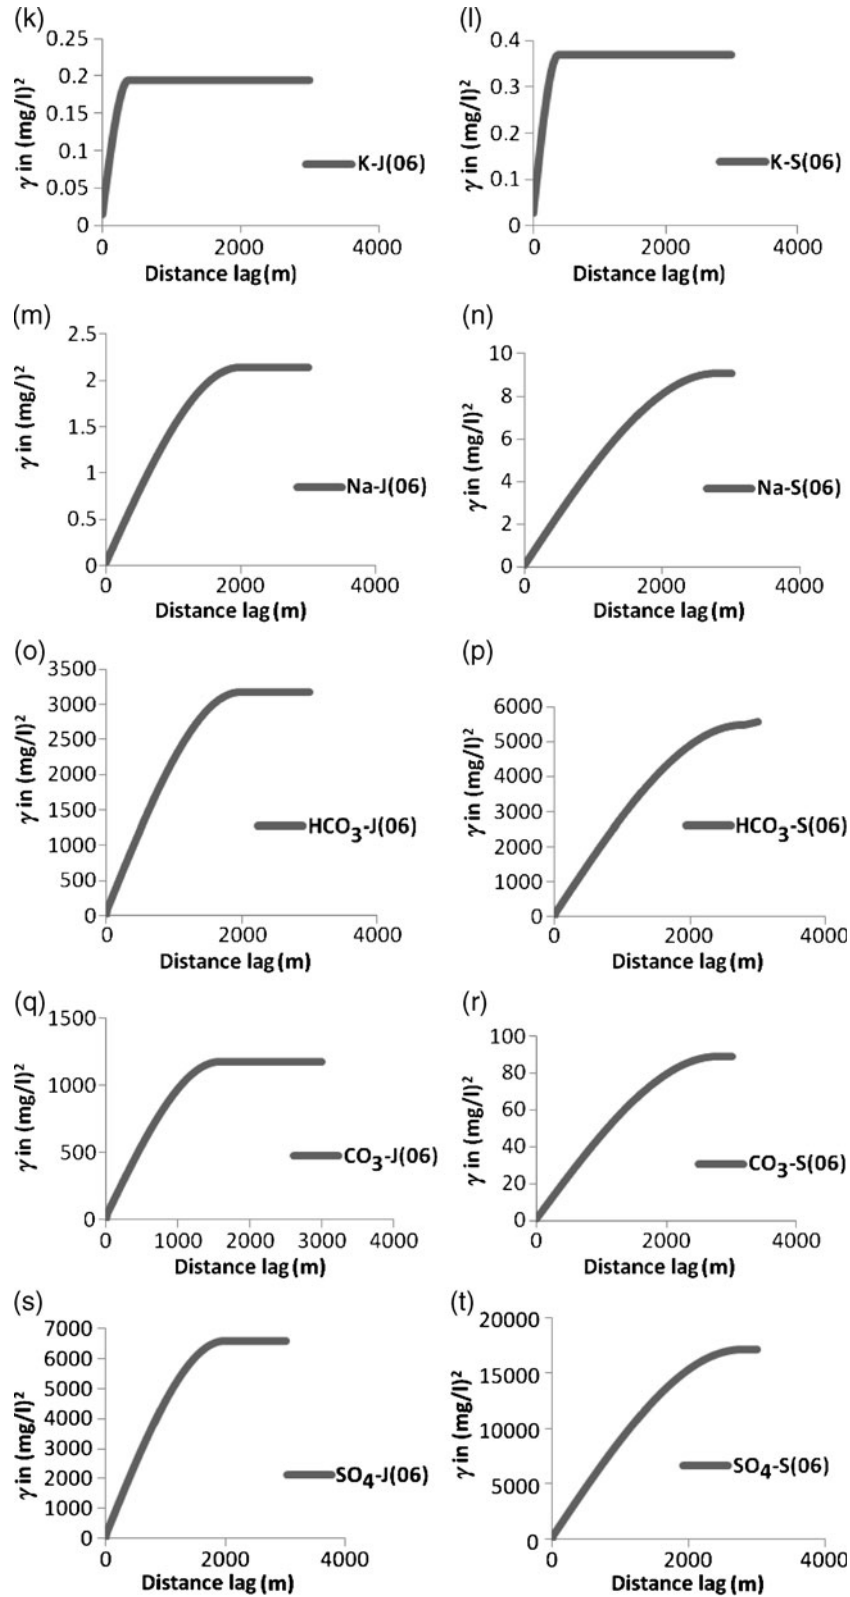 (k)
0.25
0.2
0.15
0.1
0.05
0
γ in (mg/l)²
K-J(06)
0 2000 4000
Distance lag (m)
(l)
0.4
0.3
0.2
0.1
0
γ in (mg/l)²
K-S(06)
0 2000 4000
Distance lag (m)
(m)
2.5
2
1.5
1
0.5
0
γ in (mg/)²
Na-J(06)
0 2000 4000
Distance lag (m)
(n)
10
8
6
4
2
0
γ in (mg/l)²
Na-S(06)
0 2000 4000
Distance lag (m)
(o)
3500
3000
2500
2000
1500
1000
500
0
γ in (mg/l)²
HCO₃-J(06)
0 2000 4000
Distance lag (m)
(p)
6000
5000
4000
3000
2000
1000
0
γ in (mg/l)²
HCO₃-S(06)
0 2000 4000
Distance lag (m)
(q)
1500
1000
500
0
γ in (mg/l)²
CO₃-J(06)
0 1000 2000 3000 4000
Distance lag (m)
(r)
100
80
60
40
20
0
γ in (mg/l)²
CO₃-S(06)
0 2000 4000
Distance lag (m)
(s)
7000
6000
5000
4000
3000
2000
1000
0
γ in (mg/l)²
SO₄-J(06)
0 2000 4000
Distance lag (m)
(t)
20000
15000
10000
5000
0
γ in (mg/l)²
SO₄-S(06)
0 2000 4000
Distance lag (m)